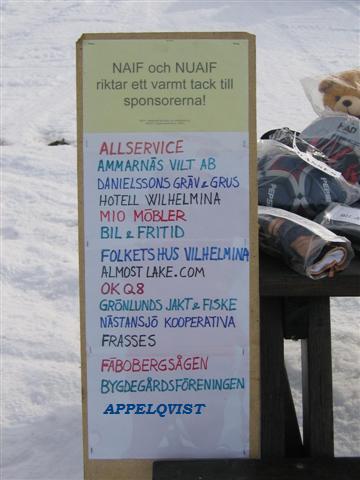 NAIF och NUAIF
riktar ett varmt tack till
sponsorerna!
ALLSERVICE
AMMARNÄS VILT AB
DANIELSSONS GRÄV & GRUS
HOTELL WILHELMINA
MIO MÖBLER
BIL & FRITID
FOLKETS HUS VILHELMINA
ALMOST LAKE.COM
OK Q8
GRÖNLUNDS JAKT & FISKE
NÄSTANSJÖ KOOPERATIVA
FRASSES
FÄBOBERGSÅGEN
BYGDEGÅRDSFÖRENINGEN
APPELQVIST